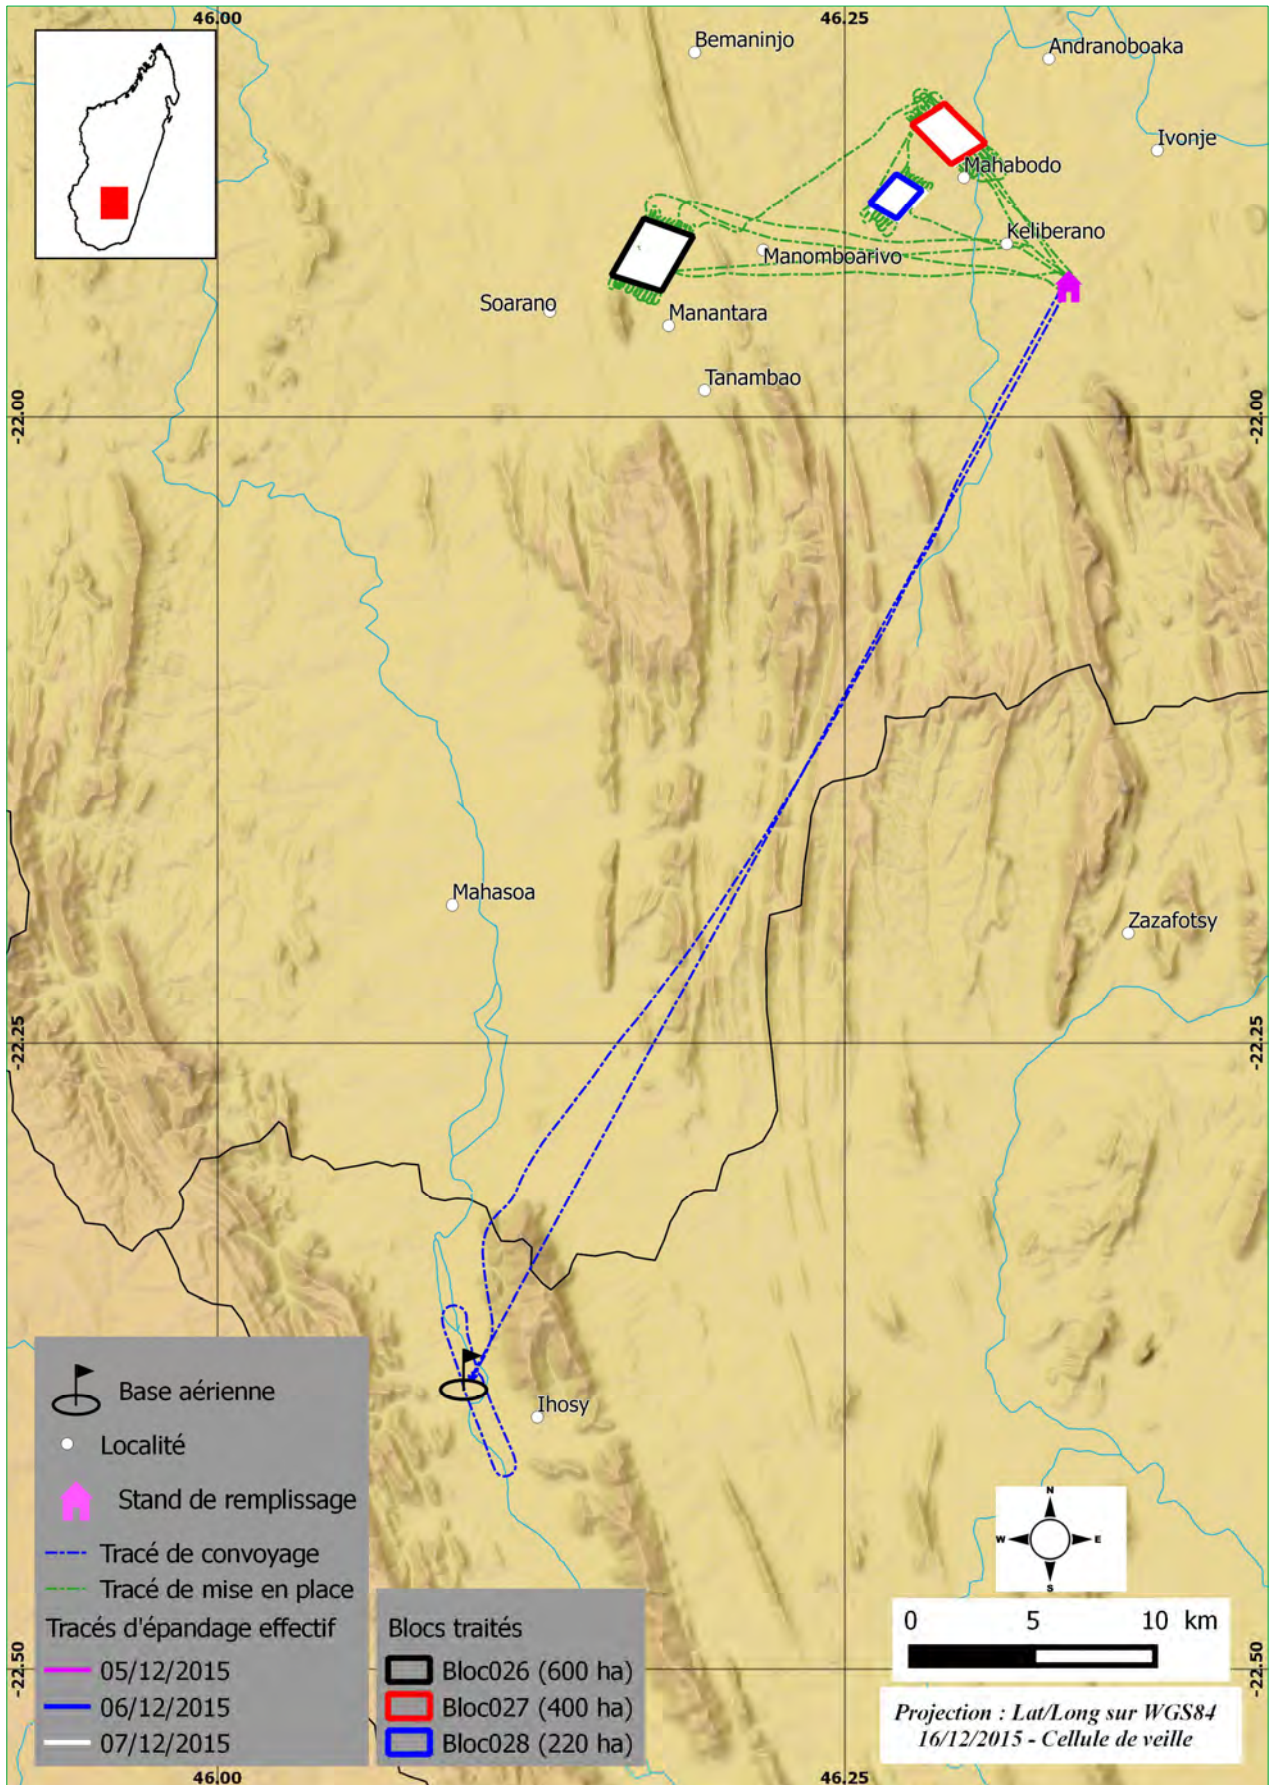 46.00
46.25
Bemaninjo
Andranoboaka
Ivonje
Mahabodo
Keliberano
Manomboarivo
Soarano
Manantara
Tanambao
-22.00
-22.00
Mahasoa
Zazafotsy
-22.25
-22.25
Ihosy
Base aérienne
Localité
Stand de remplissage
Tracé de convoyage
Tracé de mise en place
Tracés d'épandage effectif
05/12/2015
06/12/2015
07/12/2015
Blocs traités
Bloc026 (600 ha)
Bloc027 (400 ha)
Bloc028 (220 ha)
N
W
E
S
0 5 10 km
-22.50
-22.50
Projection : Lat/Long sur WGS84
16/12/2015 - Cellule de veille
46.00
46.25